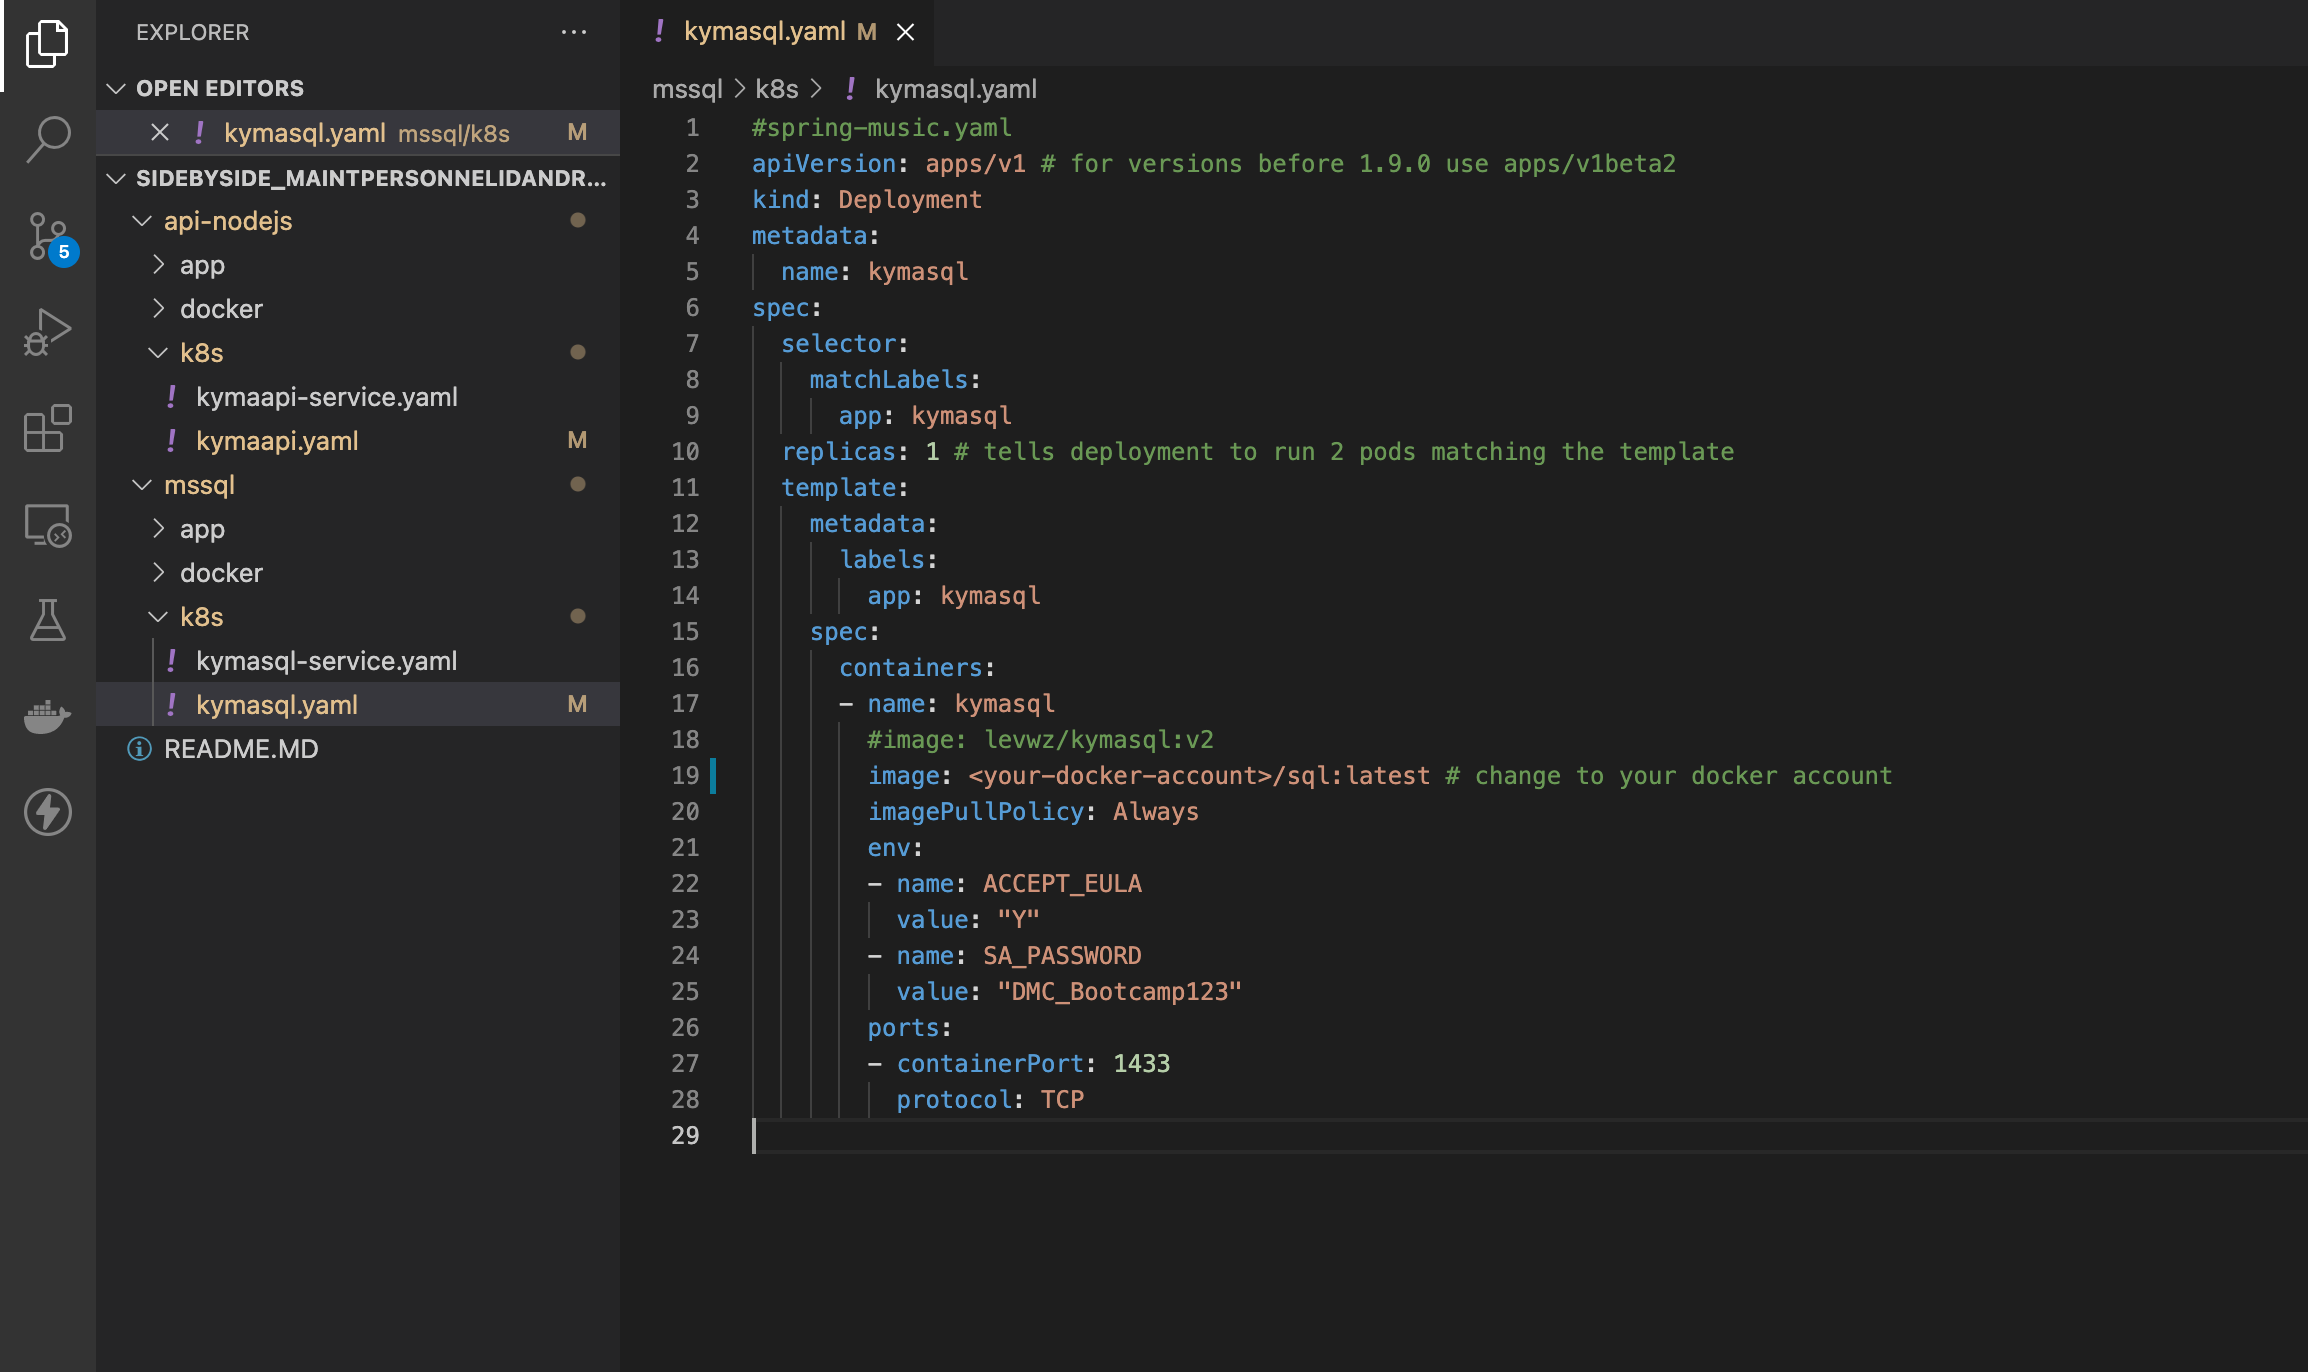 EXPLORER
OPEN EDITORS
kymasql.yaml mssql/k8s M
SIDEBYSIDE_MAINTPERSONNELIDANDR...
api-nodejs
app
docker
k8s
kymaapi-service.yaml
kymaapi.yaml M
mssql
app
docker
k8s
kymasql-service.yaml
kymasql.yaml M
README.MD
5
kymasql.yaml M
mssql > k8s > ! kymasql.yaml
1 #spring-music.yaml
2 apiVersion: apps/v1 # for versions before 1.9.0 use apps/v1beta2
3 kind: Deployment
4 metadata:
5   name: kymasql
6 spec:
7   selector:
8     matchLabels:
9       app: kymasql
10   replicas: 1 # tells deployment to run 2 pods matching the template
11   template:
12     metadata:
13       labels:
14         app: kymasql
15     spec:
16       containers:
17       - name: kymasql
18         #image: levwz/kymasql:v2
19         image: <your-docker-account>/sql:latest # change to your docker account
20         imagePullPolicy: Always
21         env:
22         - name: ACCEPT_EULA
23           value: "Y"
24         - name: SA_PASSWORD
25           value: "DMC_Bootcamp123"
26         ports:
27         - containerPort: 1433
28           protocol: TCP
29